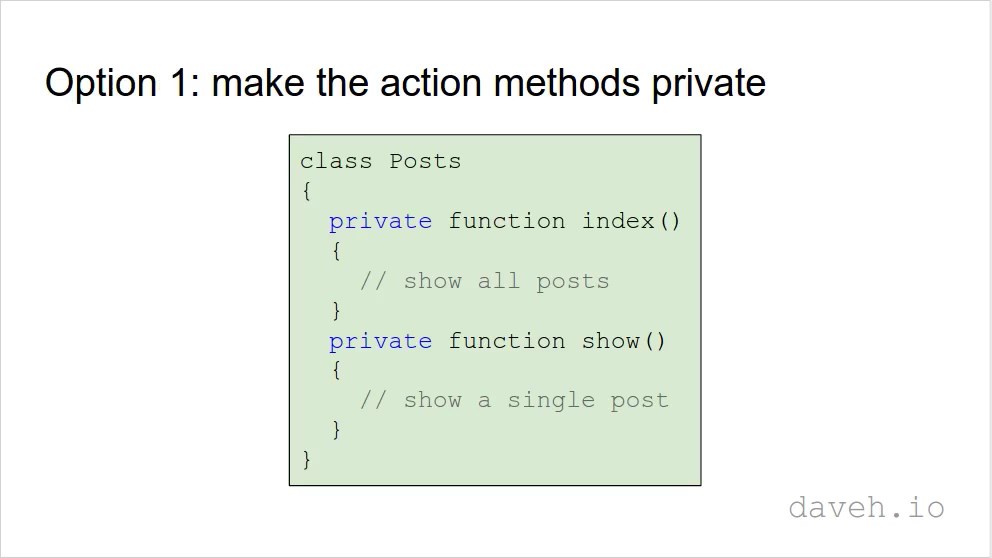 Option 1: make the action methods private
class Posts
{
private function index()
{
// show all posts
}
private function show()
{
// show a single post
}
}
daveh.io